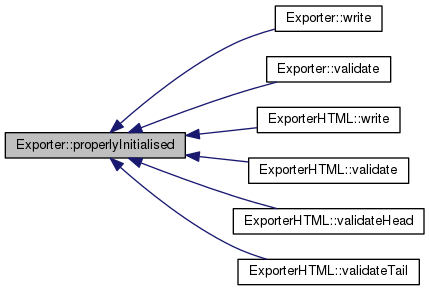 Exporter::write
Exporter::validate
ExporterHTML::write
Exporter::properlyInitialised
ExporterHTML::validate
ExporterHTML::validateHead
ExporterHTML::validateTail